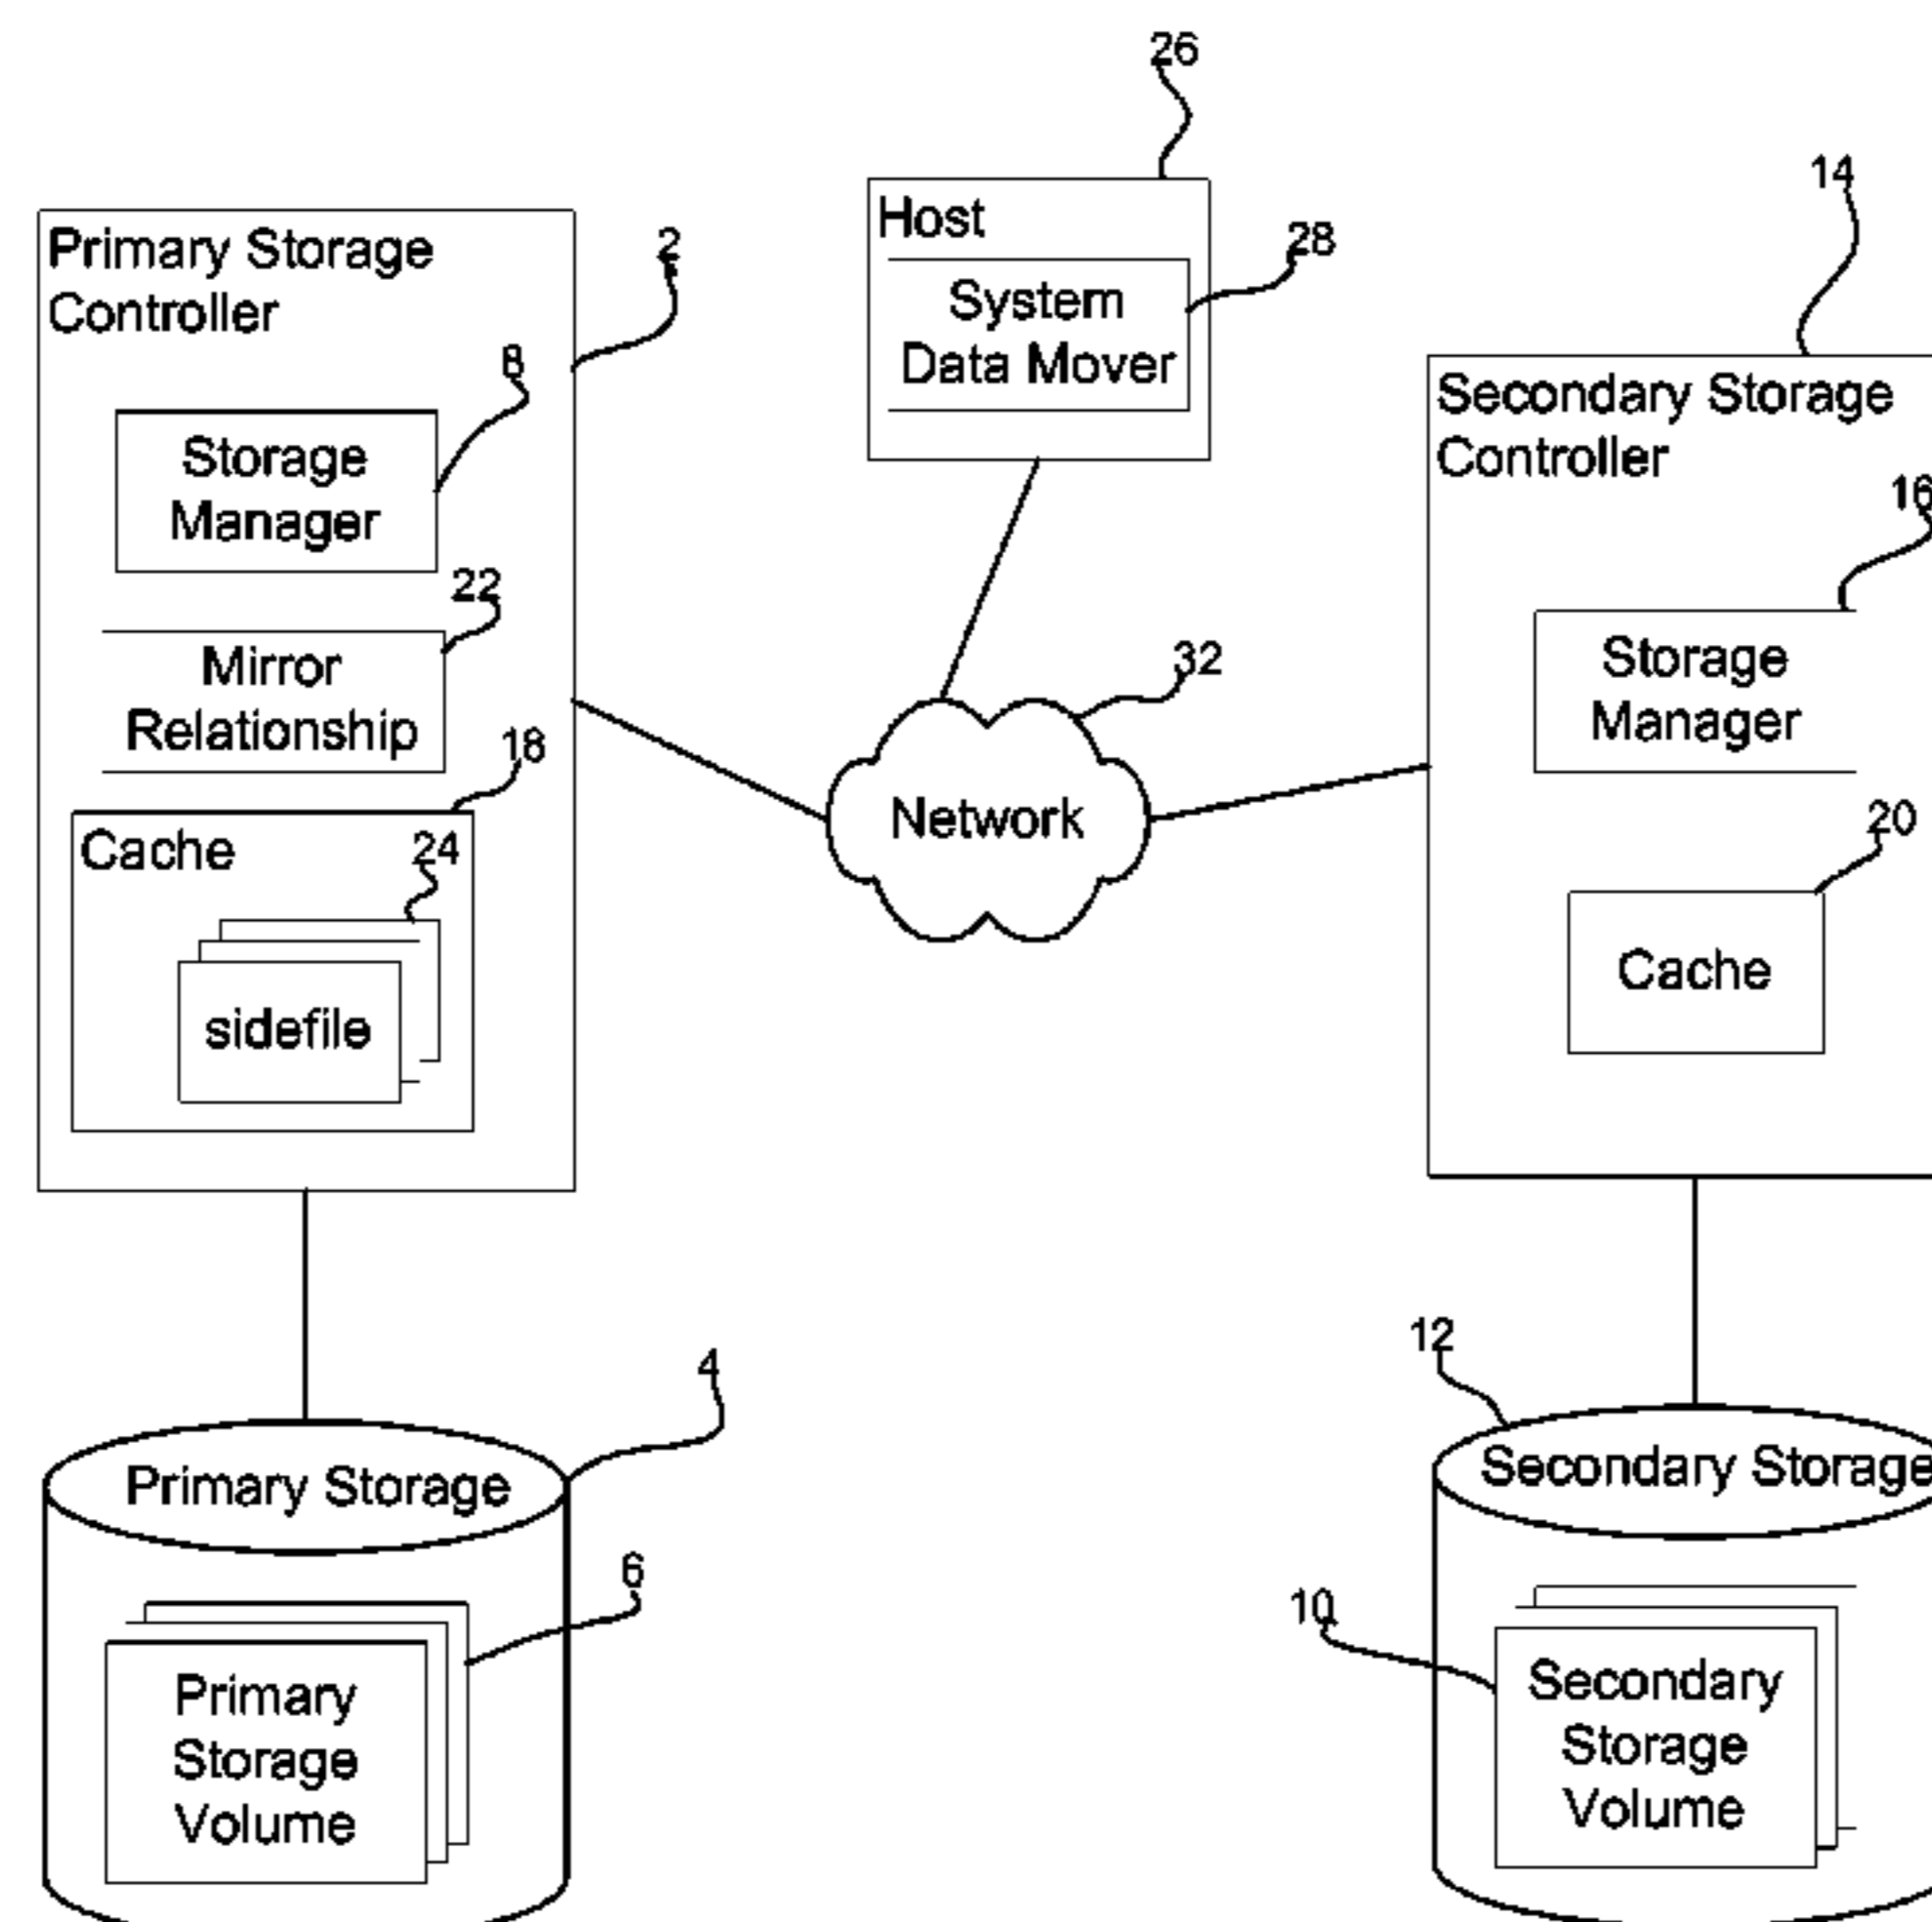 26
Host
28
System
Data Mover
14
Primary Storage
Controller
2
8
Storage
Manager
22
Mirror
Relationship
18
Cache
24
sidefile
32
Network
Secondary Storage
Controller
16
Storage
Manager
20
Cache
4
Primary Storage
6
Primary
Storage
Volume
12
Secondary Storage
10
Secondary
Storage
Volume